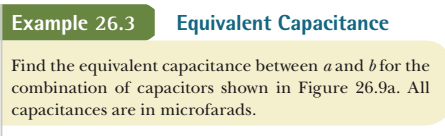 Example 26.3 Equivalent Capacitance
Find the equivalent capacitance between a and b for the
combination of capacitors shown in Figure 26.9a. All
capacitances are in microfarads.